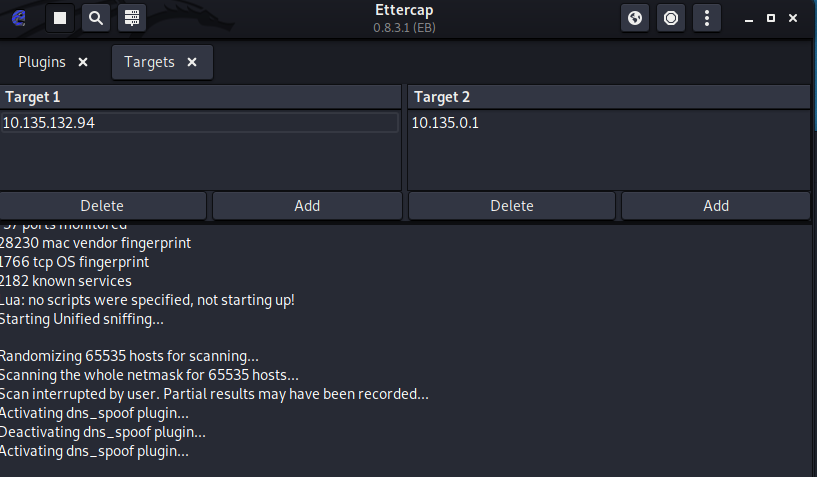 Ettercap
0.8.3.1 (EB)
Plugins
Targets
Target 1
Target 2
10.135.132.94
10.135.0.1
Delete
Add
Delete
Add
ports monitored
28230 mac vendor fingerprint
1766 tcp OS fingerprint
2182 known services
Lua: no scripts were specified, not starting up!
Starting Unified sniffing...
Randomizing 65535 hosts for scanning...
Scanning the whole netmask for 65535 hosts...
Scan interrupted by user. Partial results may have been recorded...
Activating dns_spoof plugin...
Deactivating dns_spoof plugin...
Activating dns_spoof plugin...